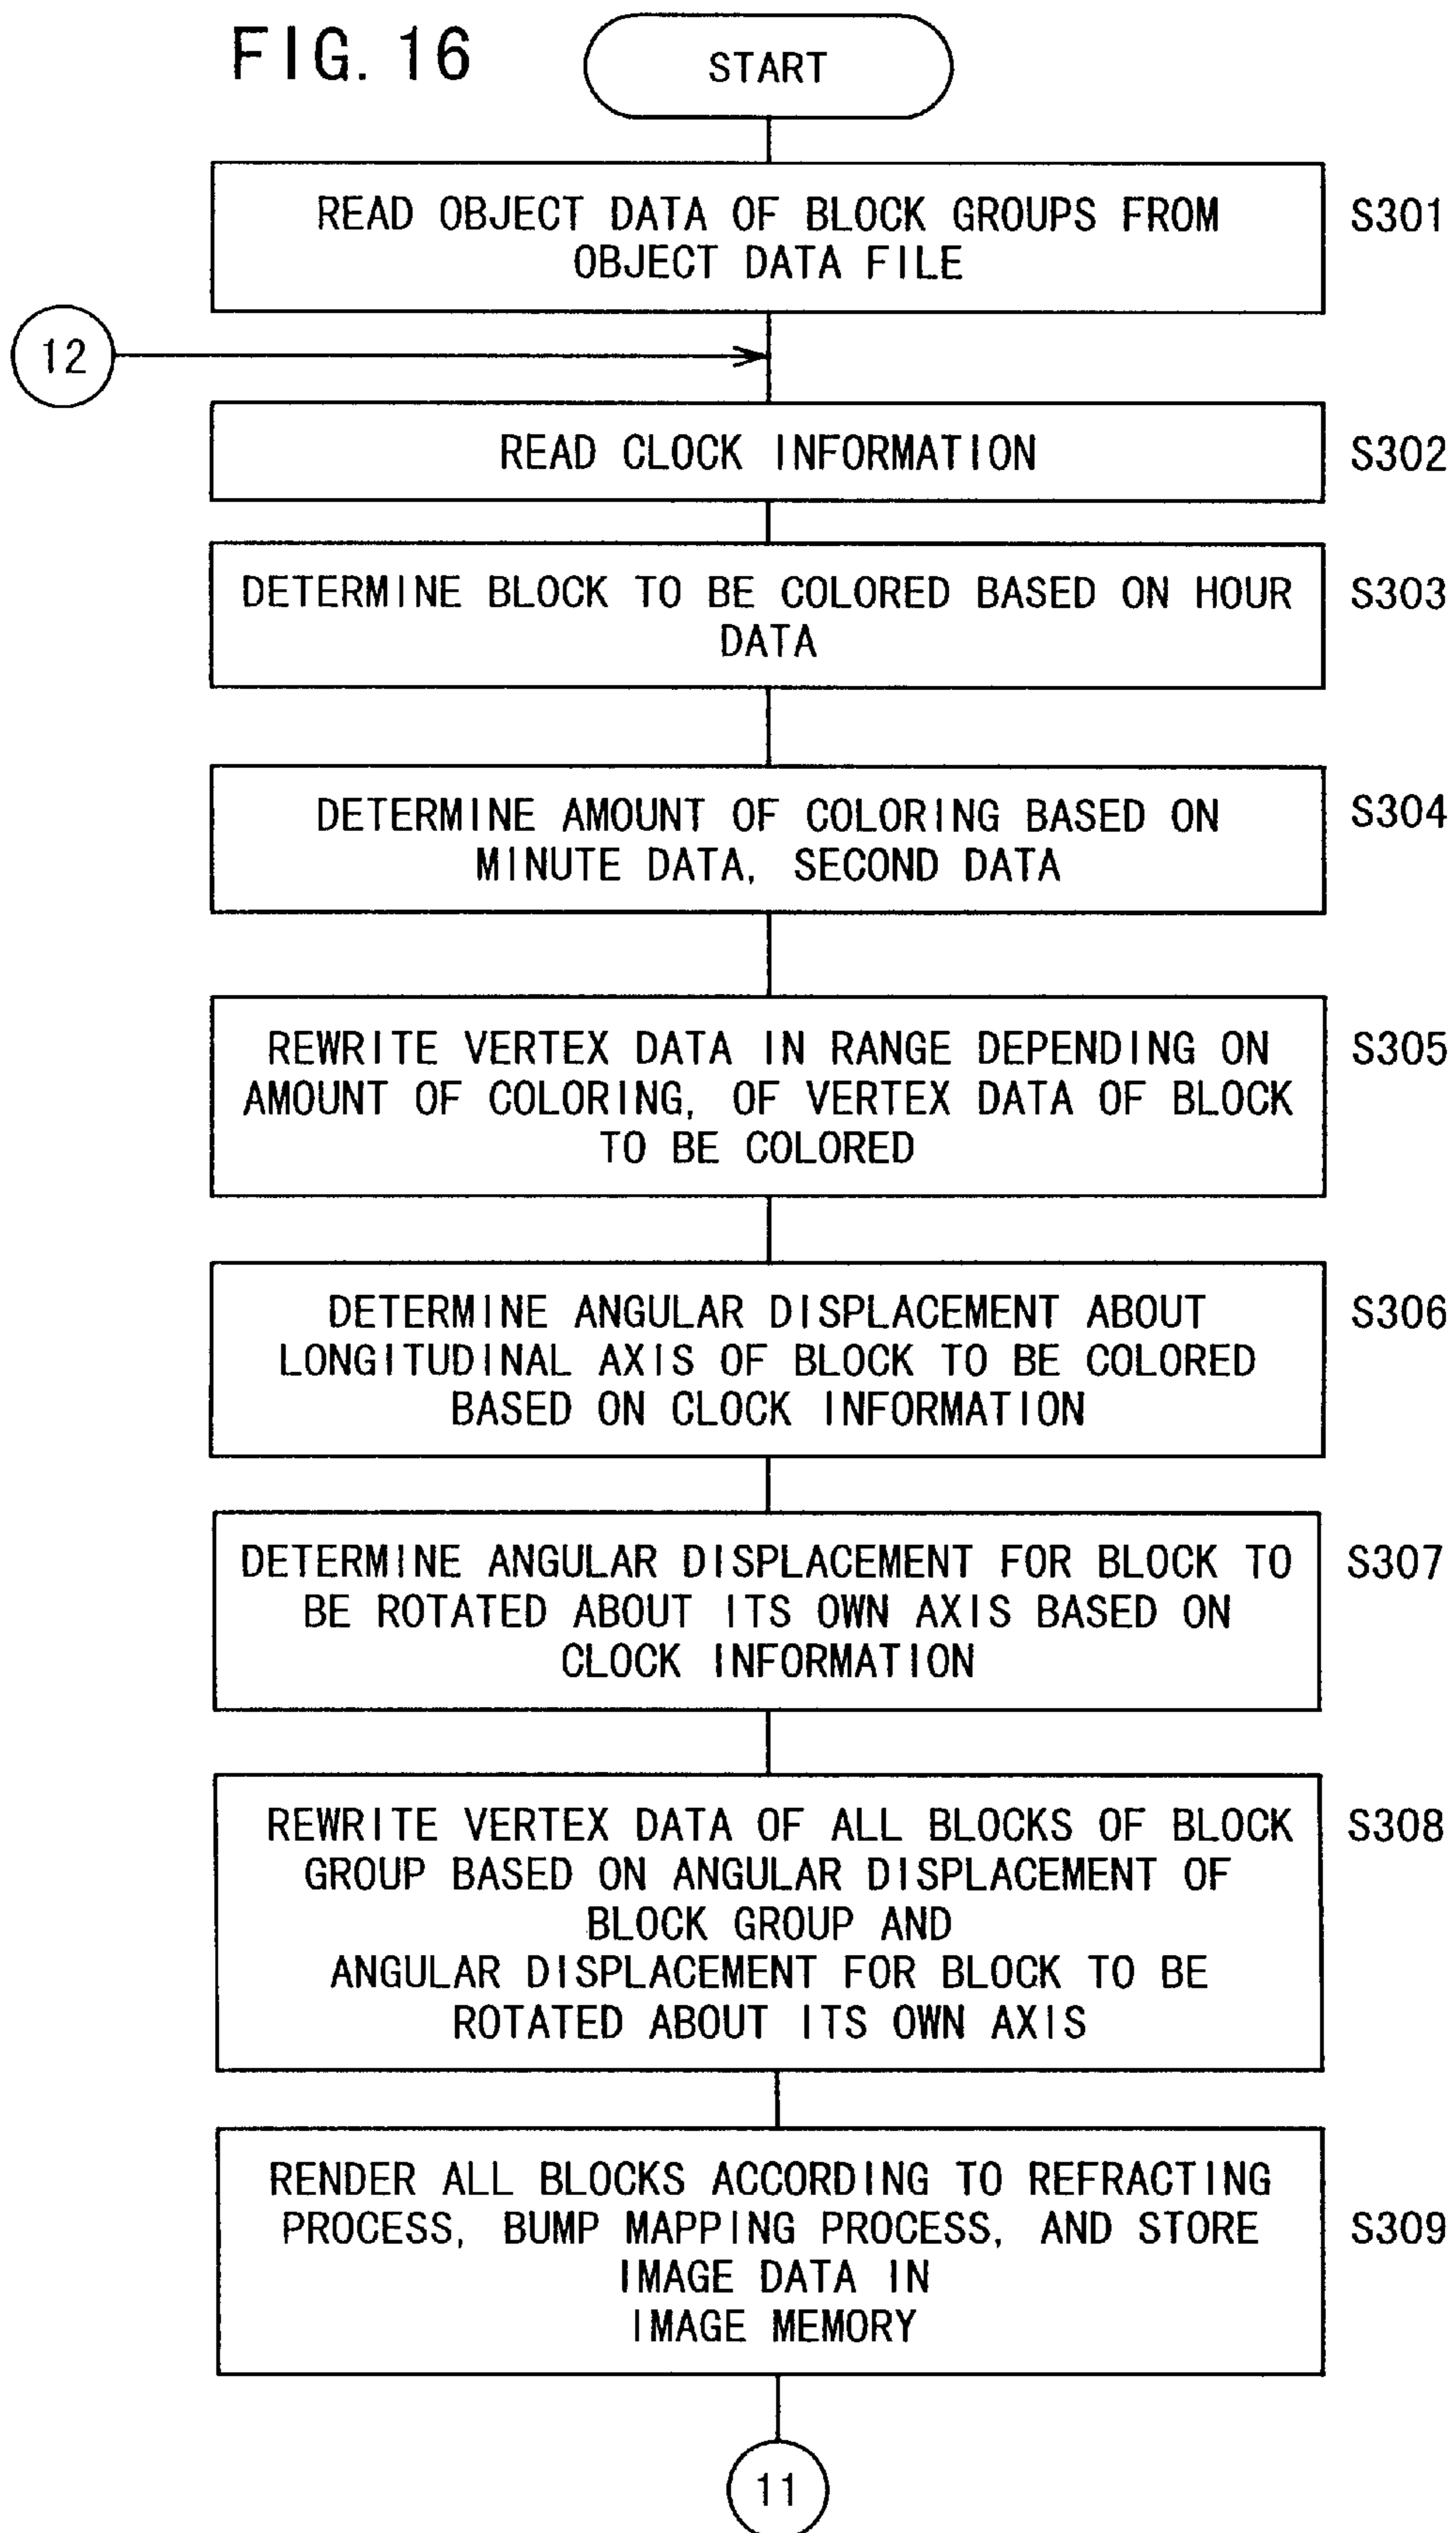 FIG. 16
START
READ OBJECT DATA OF BLOCK GROUPS FROM
OBJECT DATA FILE
S301
12
READ CLOCK INFORMATION
S302
DETERMINE BLOCK TO BE COLORED BASED ON HOUR
DATA
S303
DETERMINE AMOUNT OF COLORING BASED ON
MINUTE DATA, SECOND DATA
S304
REWRITE VERTEX DATA IN RANGE DEPENDING ON
AMOUNT OF COLORING, OF VERTEX DATA OF BLOCK
TO BE COLORED
S305
DETERMINE ANGULAR DISPLACEMENT ABOUT
LONGITUDINAL AXIS OF BLOCK TO BE COLORED
BASED ON CLOCK INFORMATION
S306
DETERMINE ANGULAR DISPLACEMENT FOR BLOCK TO
BE ROTATED ABOUT ITS OWN AXIS BASED ON
CLOCK INFORMATION
S307
REWRITE VERTEX DATA OF ALL BLOCKS OF BLOCK
GROUP BASED ON ANGULAR DISPLACEMENT OF
BLOCK GROUP AND
ANGULAR DISPLACEMENT FOR BLOCK TO BE
ROTATED ABOUT ITS OWN AXIS
S308
RENDER ALL BLOCKS ACCORDING TO REFRACTING
PROCESS, BUMP MAPPING PROCESS, AND STORE
IMAGE DATA IN
IMAGE MEMORY
S309
11